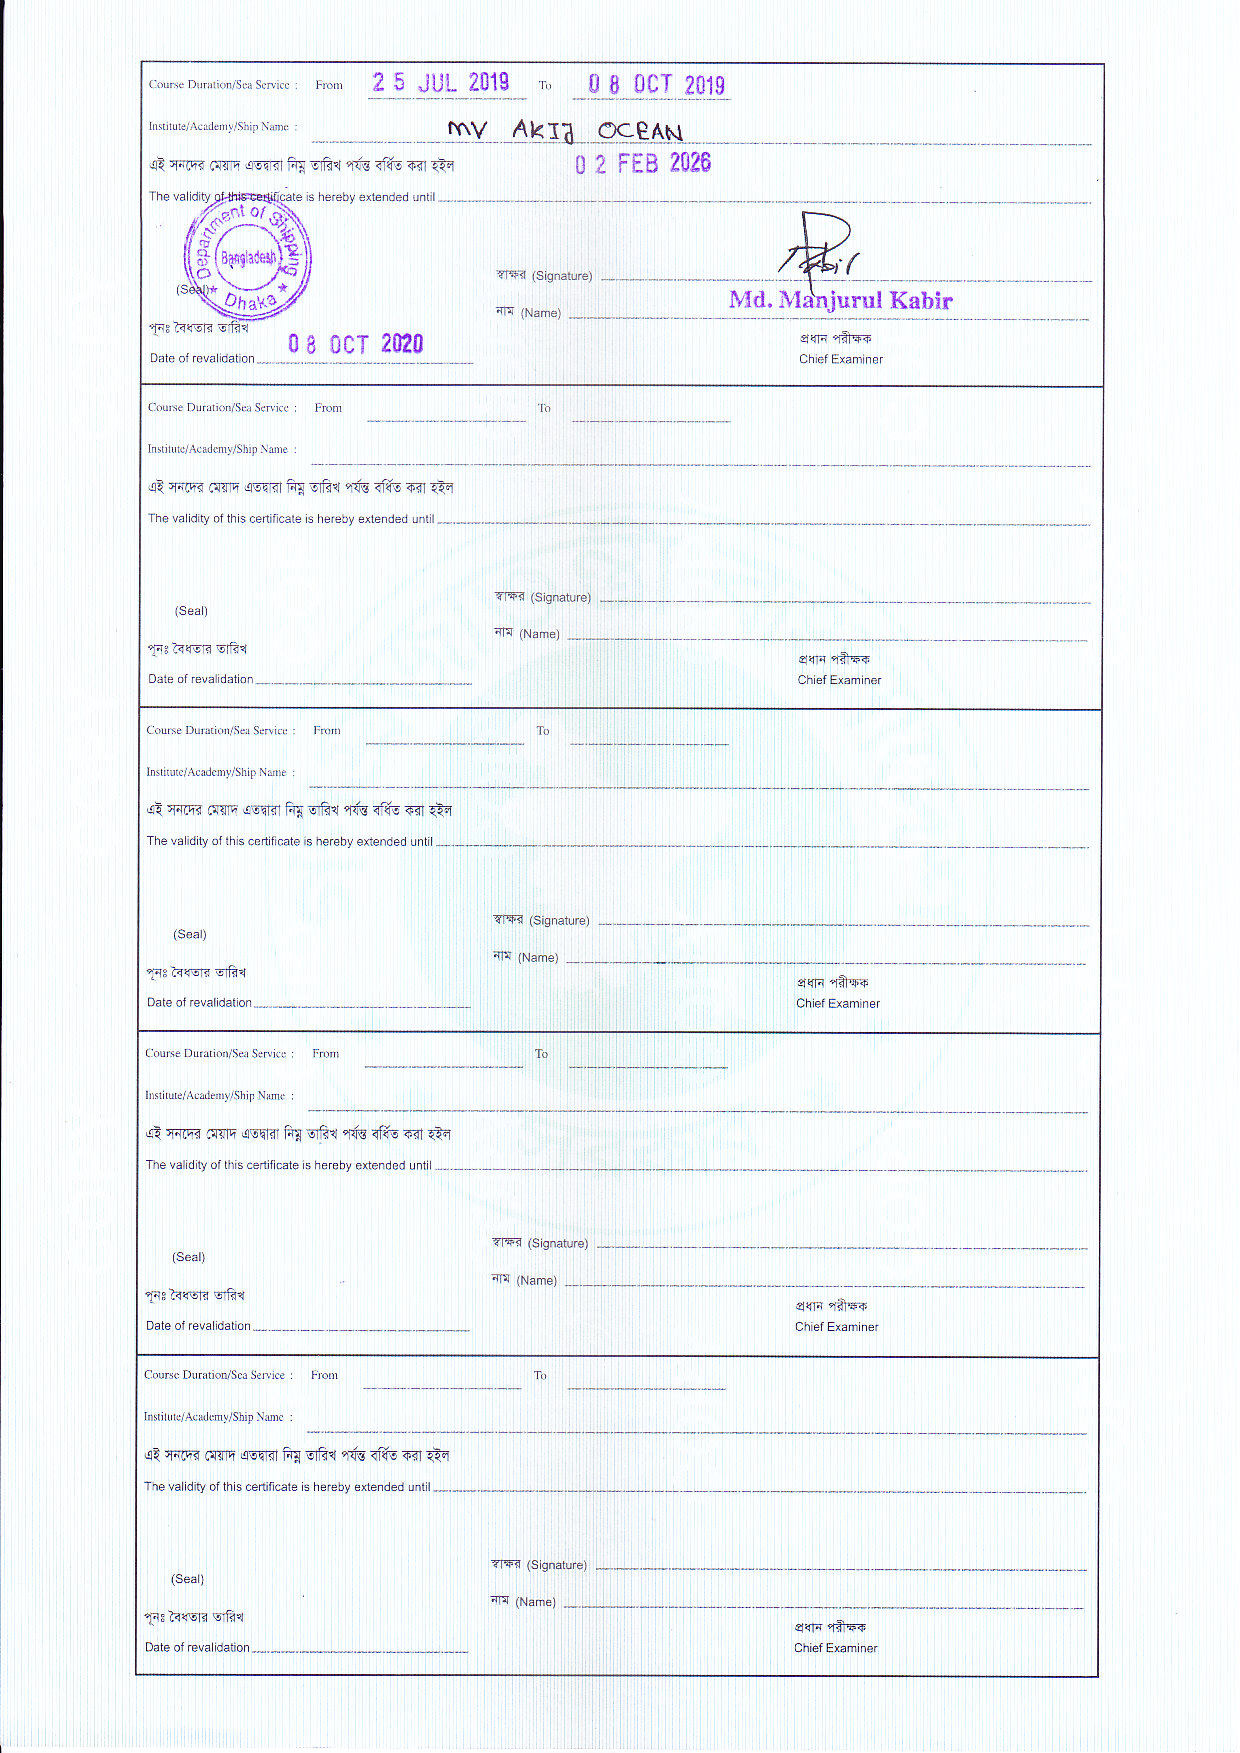 Course Duration/Sea Service : From 25 JUL 2019 To 08 OCT 2019
Institute/Academy/Ship Name : MV AKIJ OCEAN
এই সনদের মেয়াদ এতদ্বারা নিম্ন তারিখ পর্যন্ত বর্ধিত করা হইল 02 FEB 2026
The validity of this certificate is hereby extended until
Department of Shipping
Bangladesh
★ Dhaka ★
স্বাক্ষর (Signature) Kabir
(Seal)
নাম (Name) Md. Manjurul Kabir
পুনঃ বৈধতার তারিখ
প্রধান পরীক্ষক
Date of revalidation 08 OCT 2020
Chief Examiner
Course Duration/Sea Service : From To
Institute/Academy/Ship Name :
এই সনদের মেয়াদ এতদ্বারা নিম্ন তারিখ পর্যন্ত বর্ধিত করা হইল
The validity of this certificate is hereby extended until
স্বাক্ষর (Signature)
(Seal)
নাম (Name)
পুনঃ বৈধতার তারিখ
প্রধান পরীক্ষক
Date of revalidation
Chief Examiner
Course Duration/Sea Service : From To
Institute/Academy/Ship Name :
এই সনদের মেয়াদ এতদ্বারা নিম্ন তারিখ পর্যন্ত বর্ধিত করা হইল
The validity of this certificate is hereby extended until
স্বাক্ষর (Signature)
(Seal)
নাম (Name)
পুনঃ বৈধতার তারিখ
প্রধান পরীক্ষক
Date of revalidation
Chief Examiner
Course Duration/Sea Service : From To
Institute/Academy/Ship Name :
এই সনদের মেয়াদ এতদ্বারা নিম্ন তারিখ পর্যন্ত বর্ধিত করা হইল
The validity of this certificate is hereby extended until
স্বাক্ষর (Signature)
(Seal)
নাম (Name)
পুনঃ বৈধতার তারিখ
প্রধান পরীক্ষক
Date of revalidation
Chief Examiner
Course Duration/Sea Service : From To
Institute/Academy/Ship Name :
এই সনদের মেয়াদ এতদ্বারা নিম্ন তারিখ পর্যন্ত বর্ধিত করা হইল
The validity of this certificate is hereby extended until
স্বাক্ষর (Signature)
(Seal)
নাম (Name)
পুনঃ বৈধতার তারিখ
প্রধান পরীক্ষক
Date of revalidation
Chief Examiner